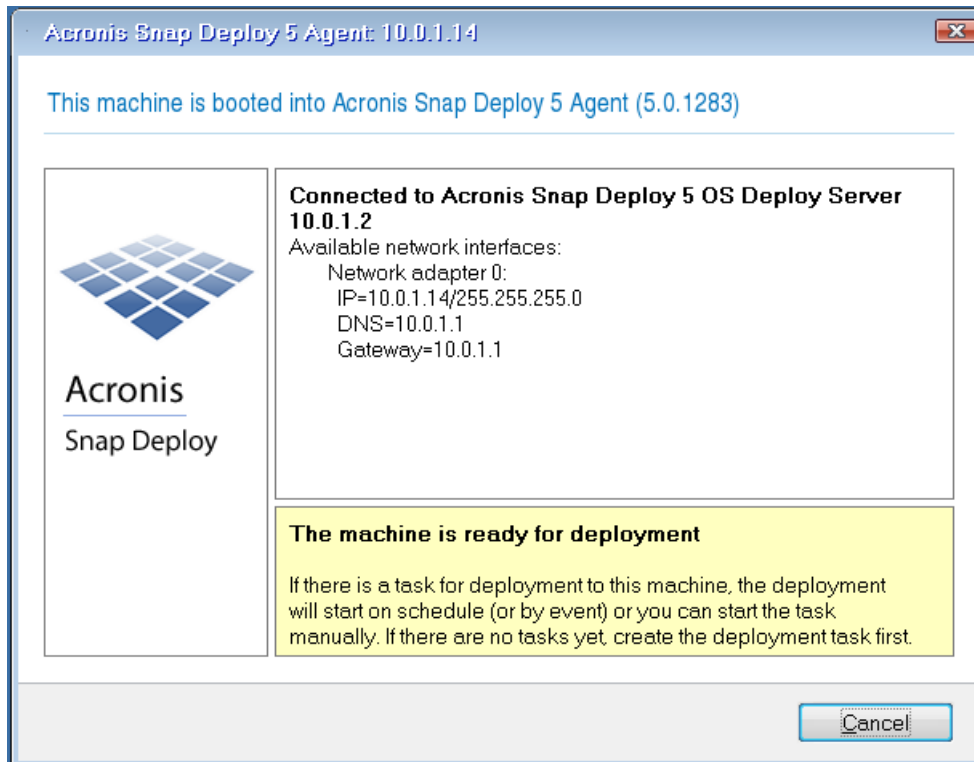 Acronis Snap Deploy 5 Agent: 10.0.1.14
This machine is booted into Acronis Snap Deploy 5 Agent (5.0.1283)
Acronis
Snap Deploy
Connected to Acronis Snap Deploy 5 OS Deploy Server
10.0.1.2
Available network interfaces:
Network adapter 0:
IP=10.0.1.14/255.255.255.0
DNS=10.0.1.1
Gateway=10.0.1.1
The machine is ready for deployment
If there is a task for deployment to this machine, the deployment
will start on schedule (or by event) or you can start the task
manually. If there are no tasks yet, create the deployment task first.
Cancel